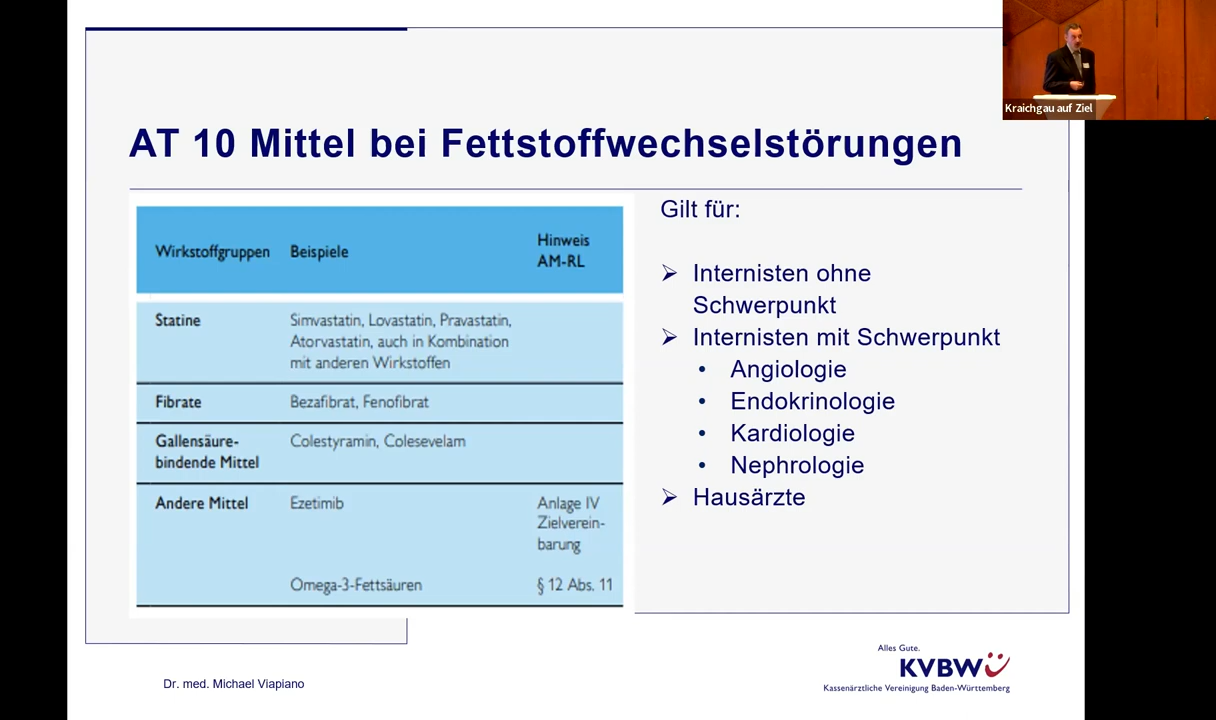 Kraichgau auf Ziel
AT 10 Mittel bei Fettstoffwechselstörungen
Wirkstoffgruppen Beispiele Hinweis
AM-RL
Statine Simvastatin, Lovastatin, Pravastatin,
Atorvastatin, auch in Kombination
mit anderen Wirkstoffen
Fibrate Bezafibrat, Fenofibrat
Gallensäure- Colestyramin, Colesevelam
bindende Mittel
Andere Mittel Ezetimib Anlage IV
Zielverein-
barung
Omega-3-Fettsäuren § 12 Abs. 11
Gilt für:
➢ Internisten ohne
Schwerpunkt
➢ Internisten mit Schwerpunkt
• Angiologie
• Endokrinologie
• Kardiologie
• Nephrologie
➢ Hausärzte
Dr. med. Michael Viapiano
Alles Gute.
KVBW
Kassenärztliche Vereinigung Baden-Württemberg